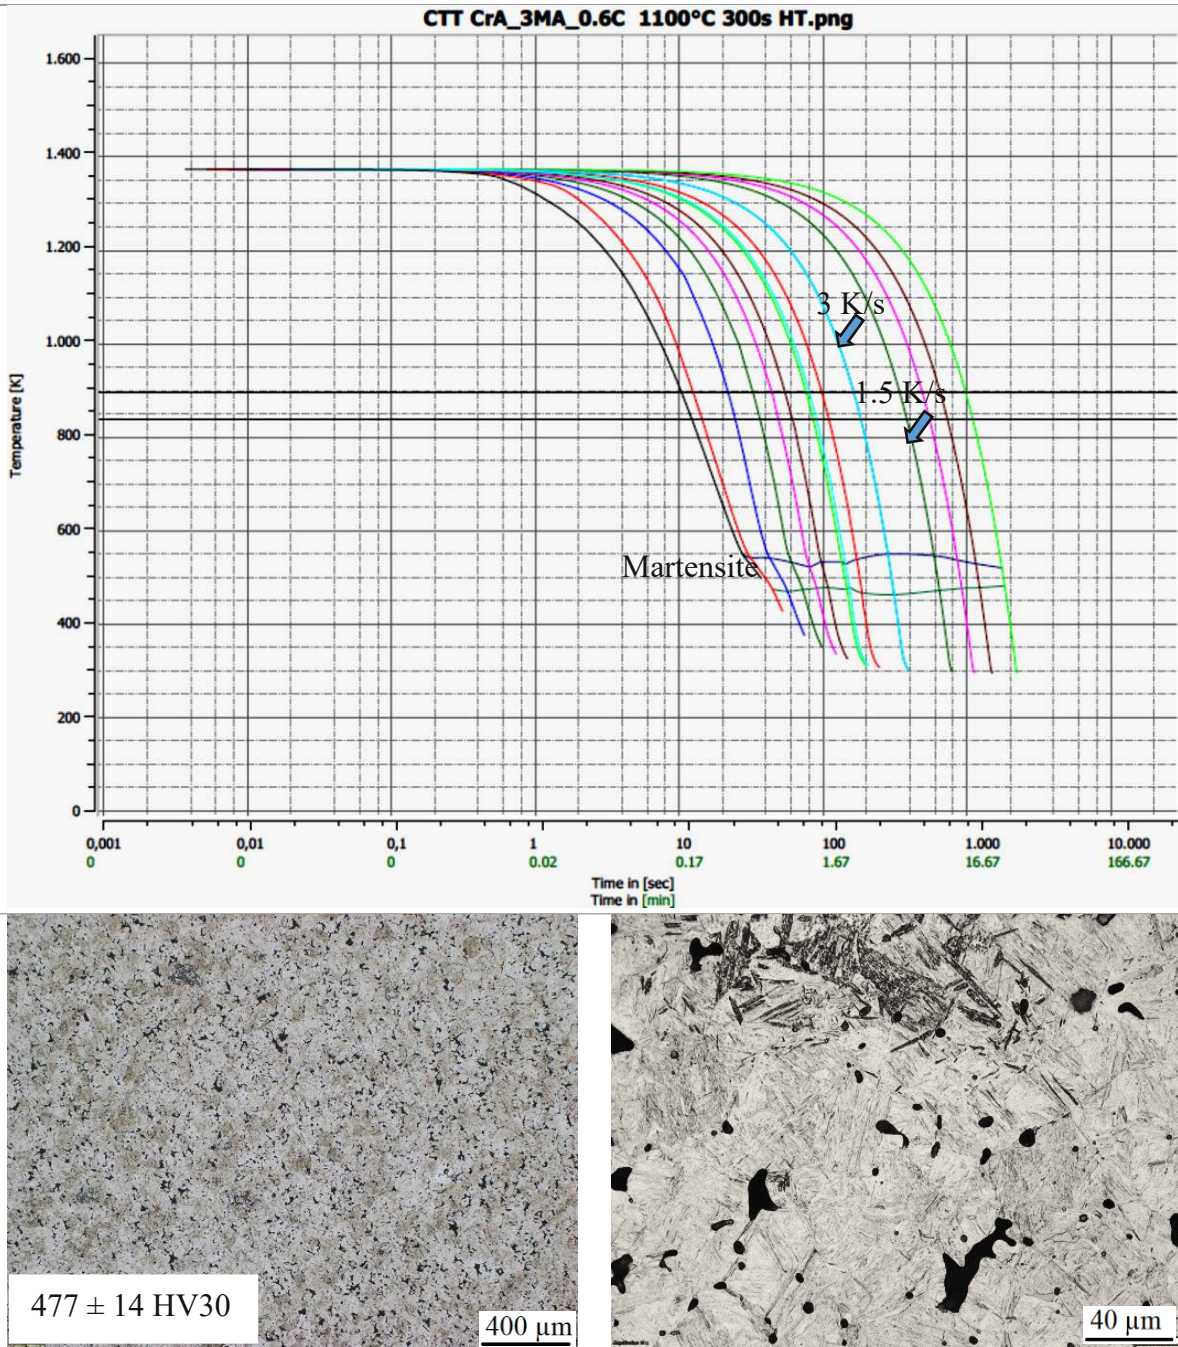 CTT CrA_3MA_0.6C 1100°C 300s HT.png
1.600
1.400
1.200
1.000
800
600
400
200
0
Temperature [K]
3 K/s
1.5 K/s
Martensite
0,001 0,01 0,1 1 10 100 1.000 10.000
0 0 0 0.02 0.17 1.67 16.67 166.67
Time in [sec]
Time in [min]
477 ± 14 HV30
400 µm
40 µm